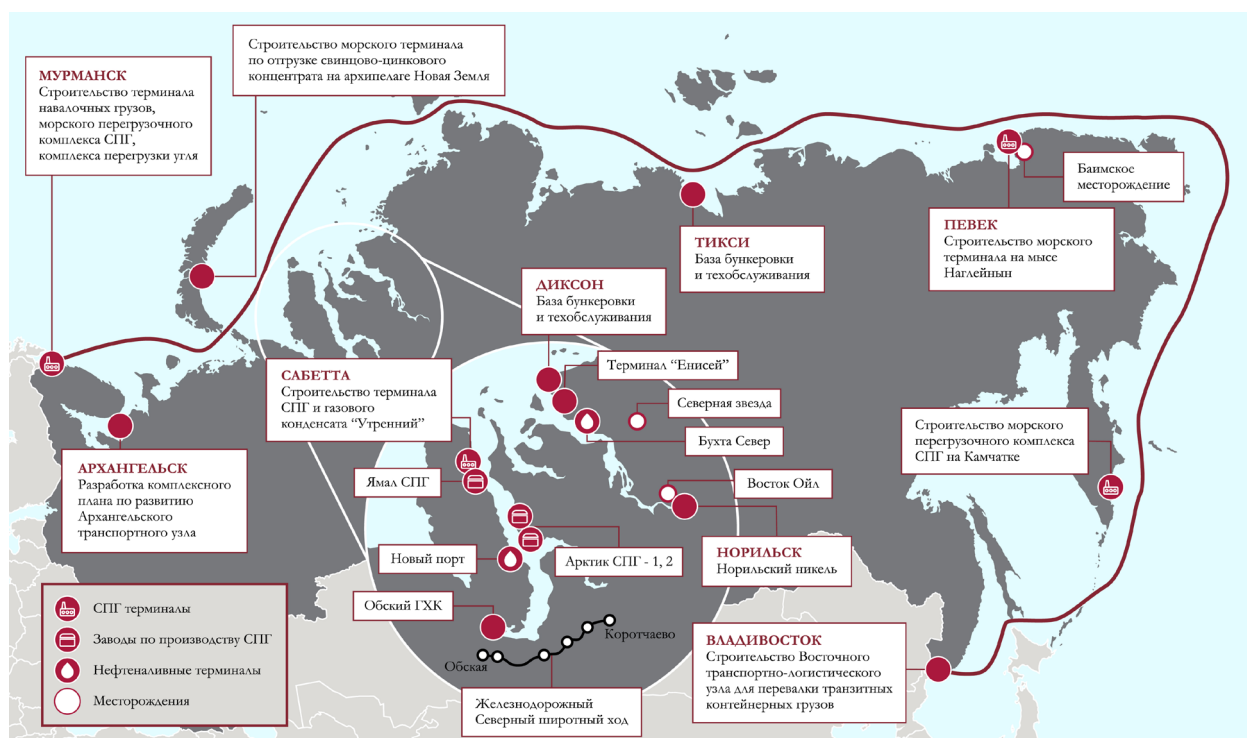 МУРМАНСК
Строительство терминала
навалочных грузов,
морского перегрузочного
комплекса СПГ,
комплекса перегрузки угля
Строительство морского терминала
по отгрузке свинцово-цинкового
концентрата на архипелаге Новая Земля
Баимское
месторождение
ПЕВЕК
Строительство морского
терминала на мысе
Наглейнын
ТИКСИ
База бункеровки
и техобслуживания
ДИКСОН
База бункеровки
и техобслуживания
САБЕТТА
Строительство терминала
СПГ и газового
конденсата “Утренний”
Терминал “Енисей”
Северная звезда
Бухта Север
Строительство морского
перегрузочного комплекса
СПГ на Камчатке
АРХАНГЕЛЬСК
Разработка комплексного
плана по развитию
Архангельского
транспортного узла
Ямал СПГ
Восток Ойл
Новый порт
Арктик СПГ - 1, 2
НОРИЛЬСК
Норильский никель
Обский ГХК
Коротчаево
Обская
ВЛАДИВОСТОК
Строительство Восточного
транспортно-логистического
узла для перевалки транзитных
контейнерных грузов
Железнодорожный
Северный широтный ход
СПГ терминалы
Заводы по производству СПГ
Нефтеналивные терминалы
Месторождения